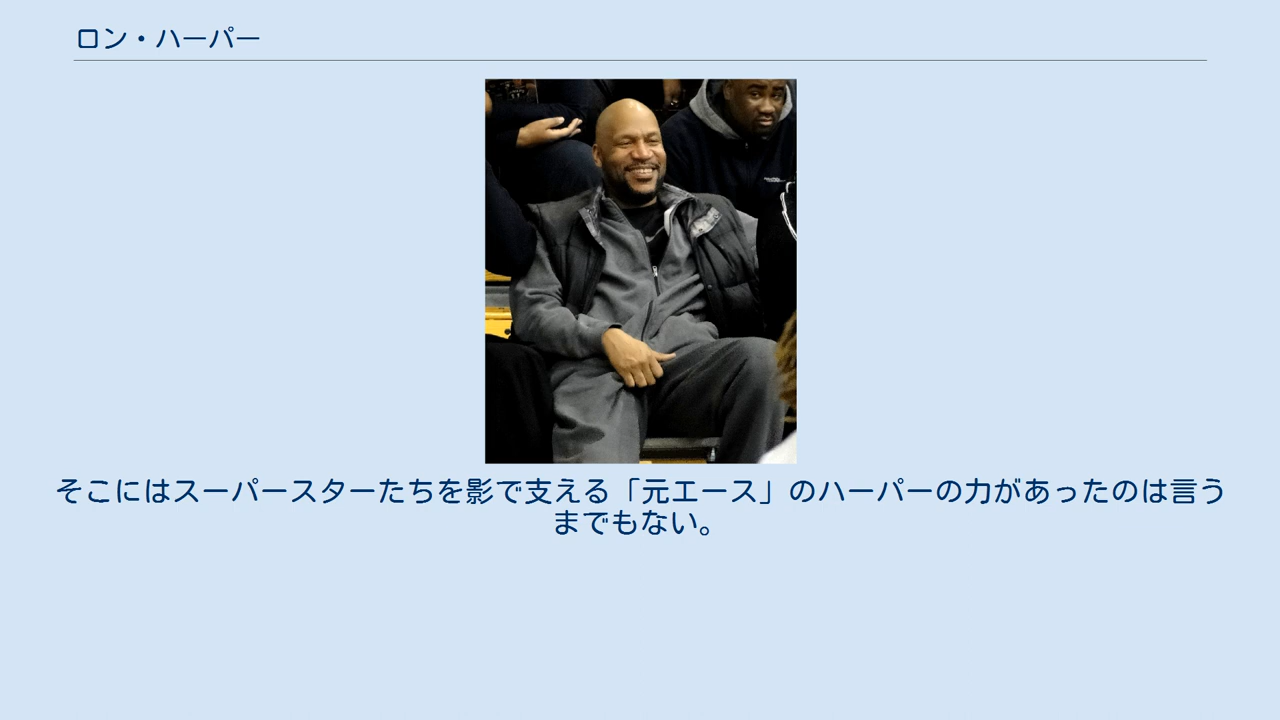 ロン・ハーパー
そこにはスーパースターたちを影で支える「元エース」のハーパーの力があったのは言う
までもない。